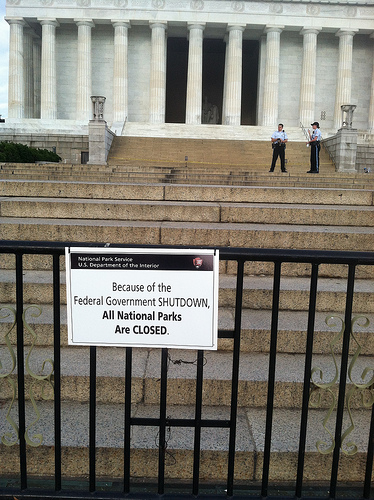 National Park Service
U.S. Department of the Interior
Because of the
Federal Government SHUTDOWN,
All National Parks
Are CLOSED.